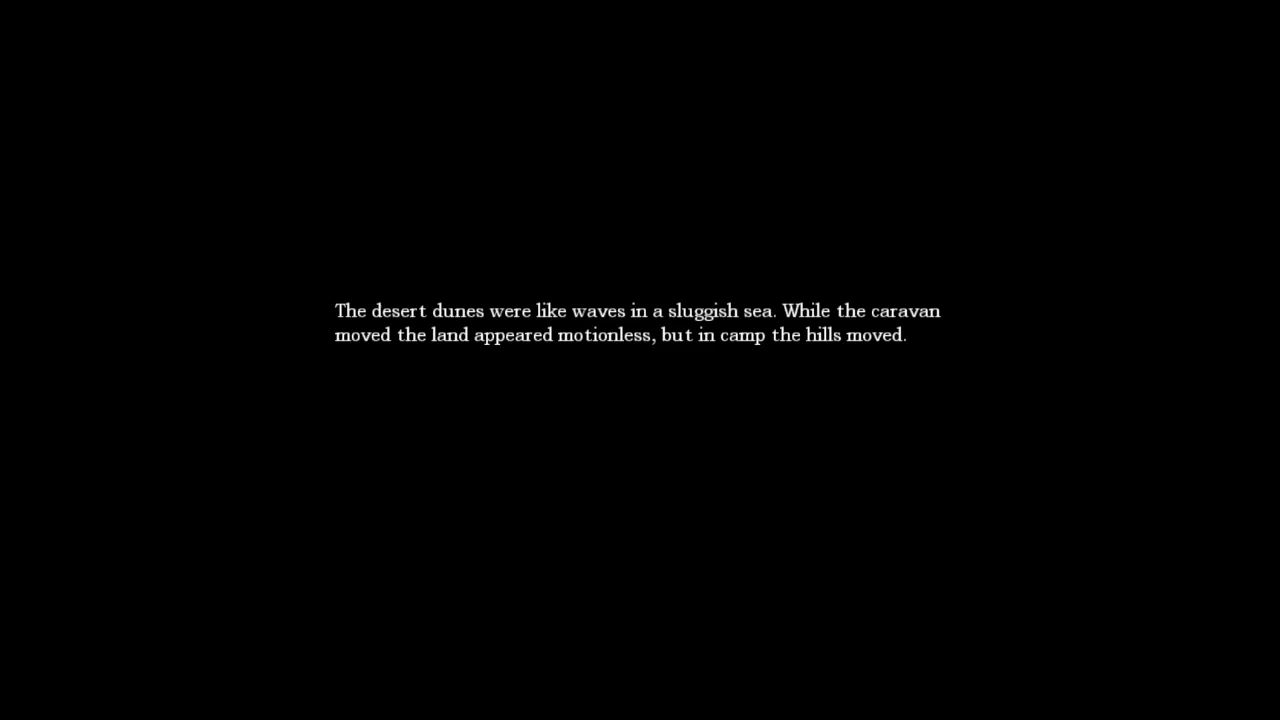 The desert dunes were like waves in a sluggish sea. While the caravan
moved the land appeared motionless, but in camp the hills moved.